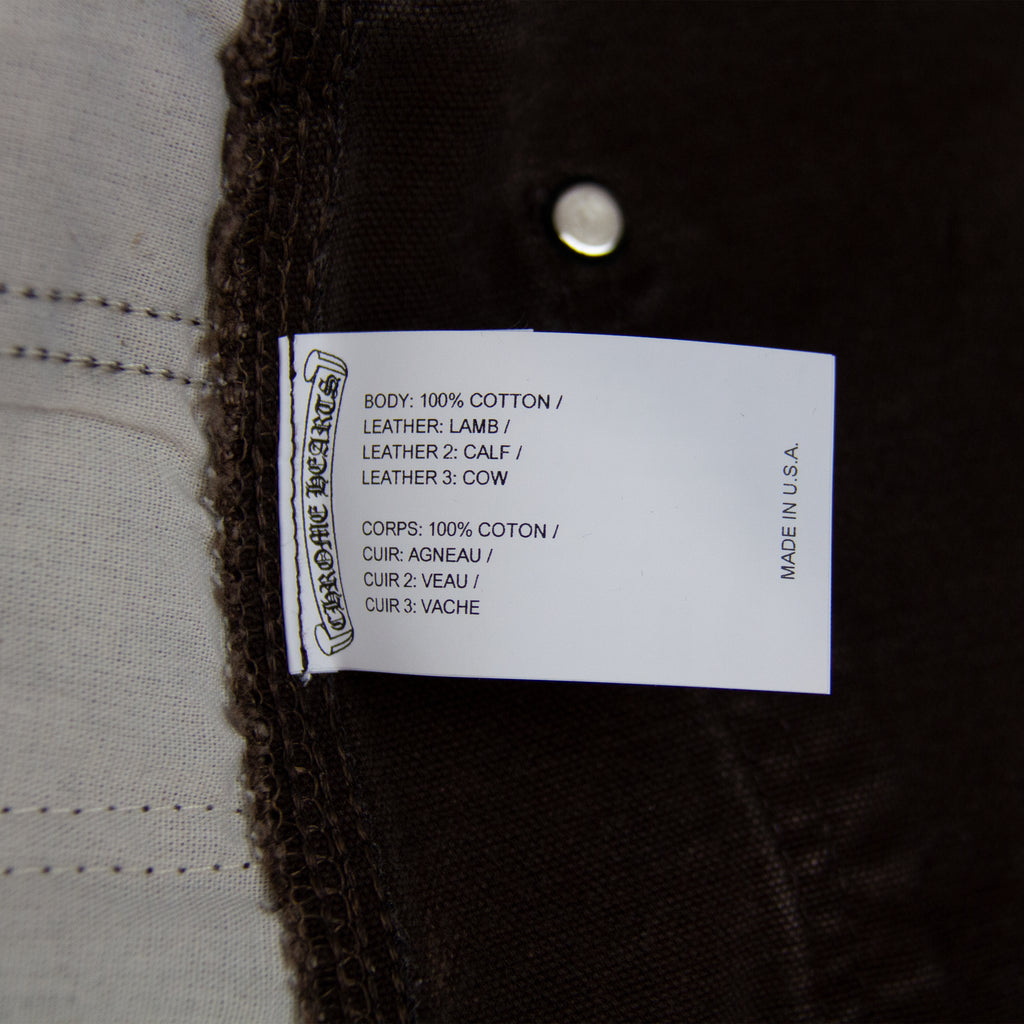 CHROME HEARTS
BODY: 100% COTTON /
LEATHER: LAMB /
LEATHER 2: CALF /
LEATHER 3: COW
CORPS: 100% COTON /
CUIR: AGNEAU /
CUIR 2: VEAU /
CUIR 3: VACHE
MADE IN U.S.A.